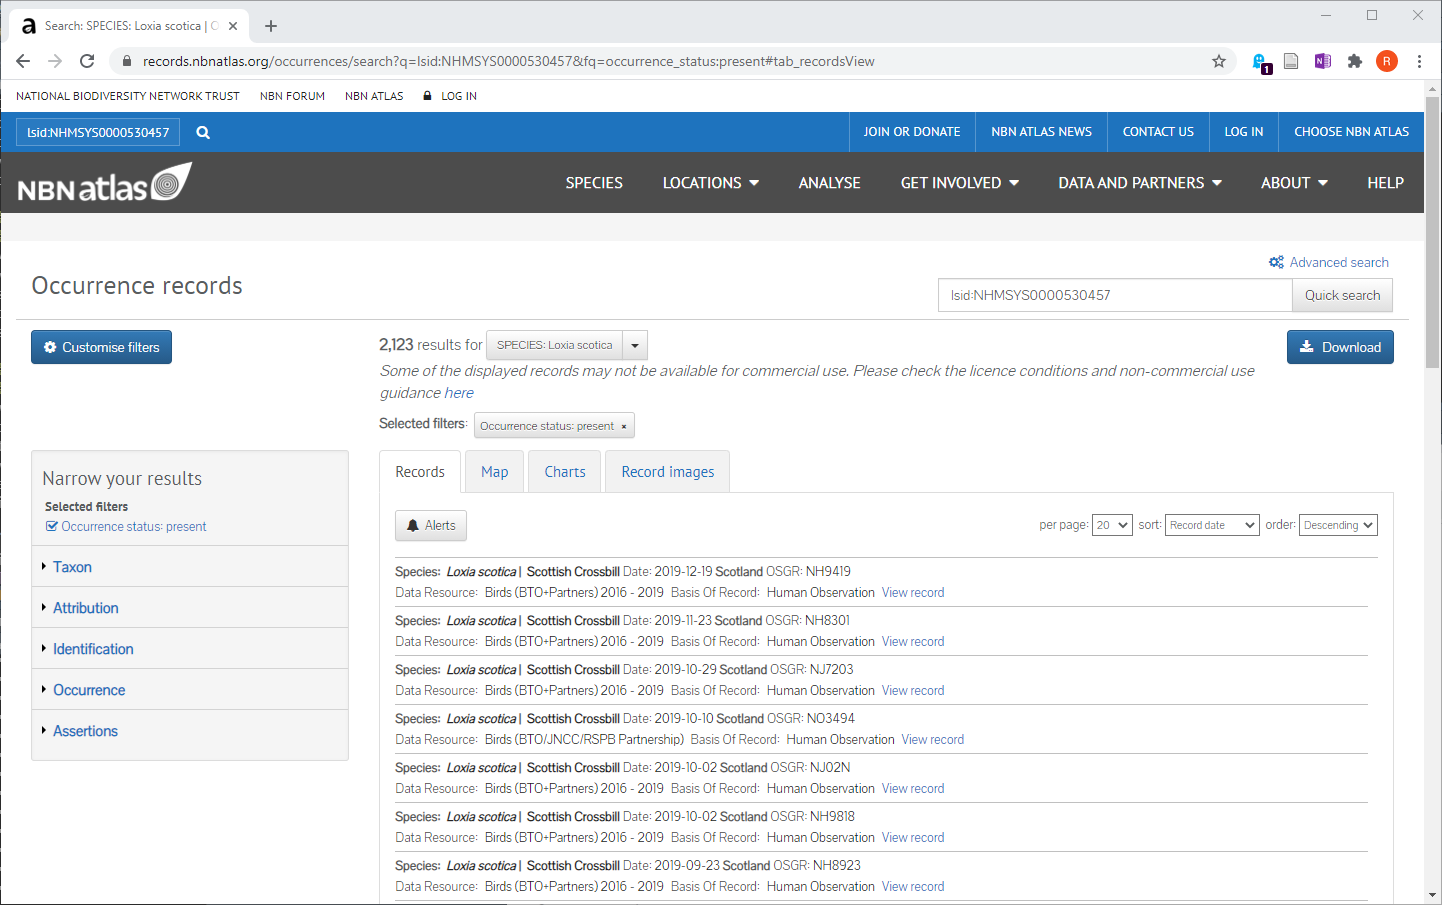 Search: SPECIES: Loxia scotica |
records.nbnatlas.org/occurrences/search?q=lsid:NHMSYS0000530457&fq=occurrence_status:present#tab_recordsView
1
R
NATIONAL BIODIVERSITY NETWORK TRUST NBN FORUM NBN ATLAS LOG IN
lsid:NHMSYS0000530457 JOIN OR DONATE NBN ATLAS NEWS CONTACT US LOG IN CHOOSE NBN ATLAS
NBN atlas SPECIES LOCATIONS ANALYSE GET INVOLVED DATA AND PARTNERS ABOUT HELP
Advanced search
Occurrence records
lsid:NHMSYS0000530457 Quick search
Customise filters
2,123 results for SPECIES: Loxia scotica
Download
Some of the displayed records may not be available for commercial use. Please check the licence conditions and non-commercial use
guidance here
Selected filters: Occurrence status: present ×
Narrow your results
Selected filters
Occurrence status: present
Taxon
Attribution
Identification
Occurrence
Assertions
Records Map Charts Record images
Alerts per page: 20 sort: Record date order: Descending
Species: Loxia scotica | Scottish Crossbill Date: 2019-12-19 Scotland OSGR: NH9419
Data Resource: Birds (BTO+Partners) 2016 - 2019 Basis Of Record: Human Observation View record
Species: Loxia scotica | Scottish Crossbill Date: 2019-11-23 Scotland OSGR: NH8301
Data Resource: Birds (BTO+Partners) 2016 - 2019 Basis Of Record: Human Observation View record
Species: Loxia scotica | Scottish Crossbill Date: 2019-10-29 Scotland OSGR: NJ7203
Data Resource: Birds (BTO+Partners) 2016 - 2019 Basis Of Record: Human Observation View record
Species: Loxia scotica | Scottish Crossbill Date: 2019-10-10 Scotland OSGR: NO3494
Data Resource: Birds (BTO/JNCC/RSPB Partnership) Basis Of Record: Human Observation View record
Species: Loxia scotica | Scottish Crossbill Date: 2019-10-02 Scotland OSGR: NJ02N
Data Resource: Birds (BTO+Partners) 2016 - 2019 Basis Of Record: Human Observation View record
Species: Loxia scotica | Scottish Crossbill Date: 2019-10-02 Scotland OSGR: NH9818
Data Resource: Birds (BTO+Partners) 2016 - 2019 Basis Of Record: Human Observation View record
Species: Loxia scotica | Scottish Crossbill Date: 2019-09-23 Scotland OSGR: NH8923
Data Resource: Birds (BTO+Partners) 2016 - 2019 Basis Of Record: Human Observation View record